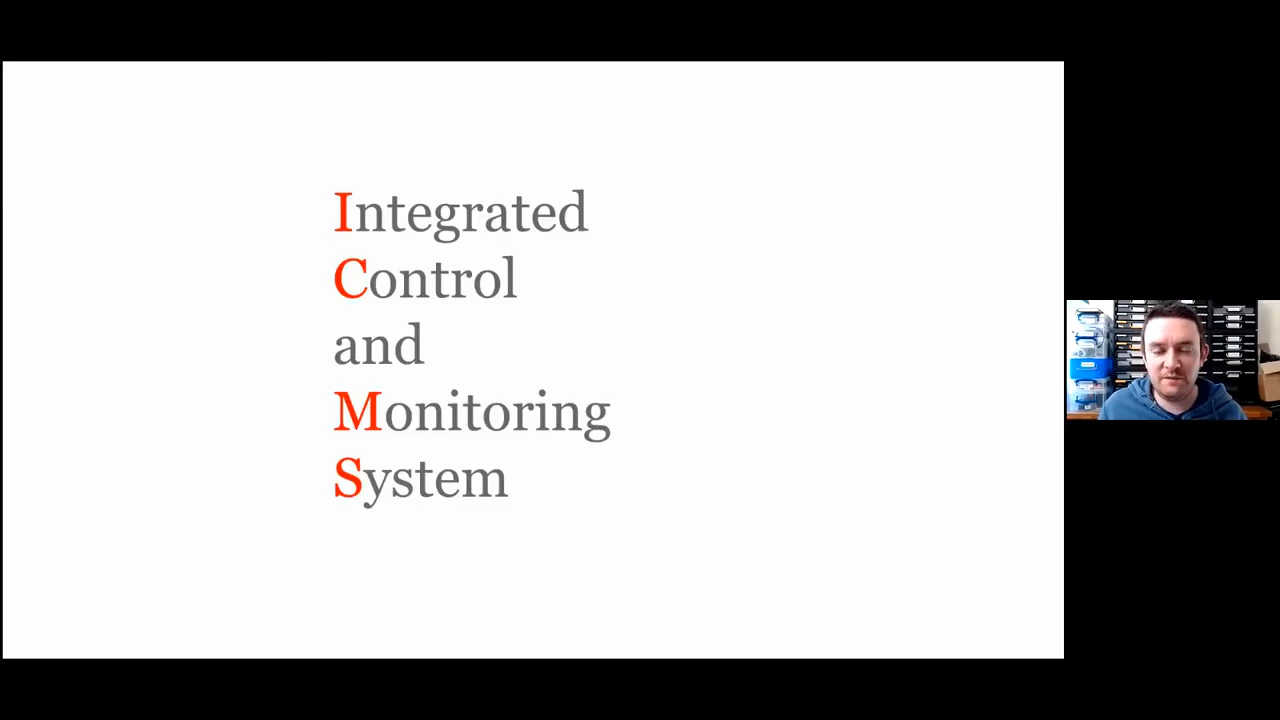 Integrated
Control
and
Monitoring
System